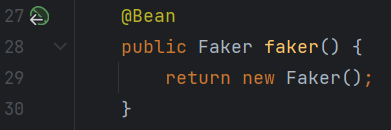 27 @Bean
28 public Faker faker() {
29 return new Faker();
30 }